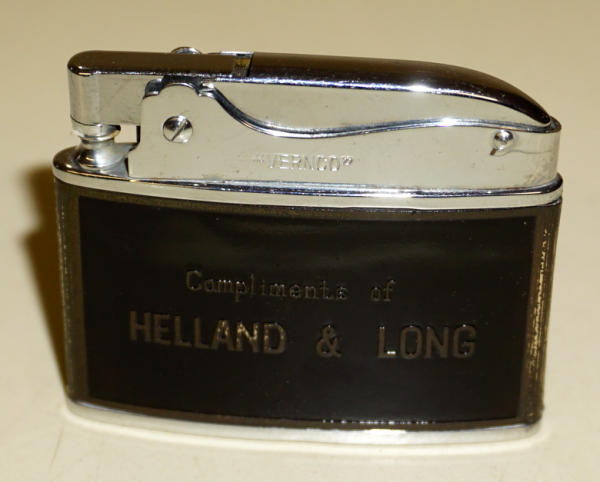 "VERNCO"
Compliments of
HELLAND & LONG